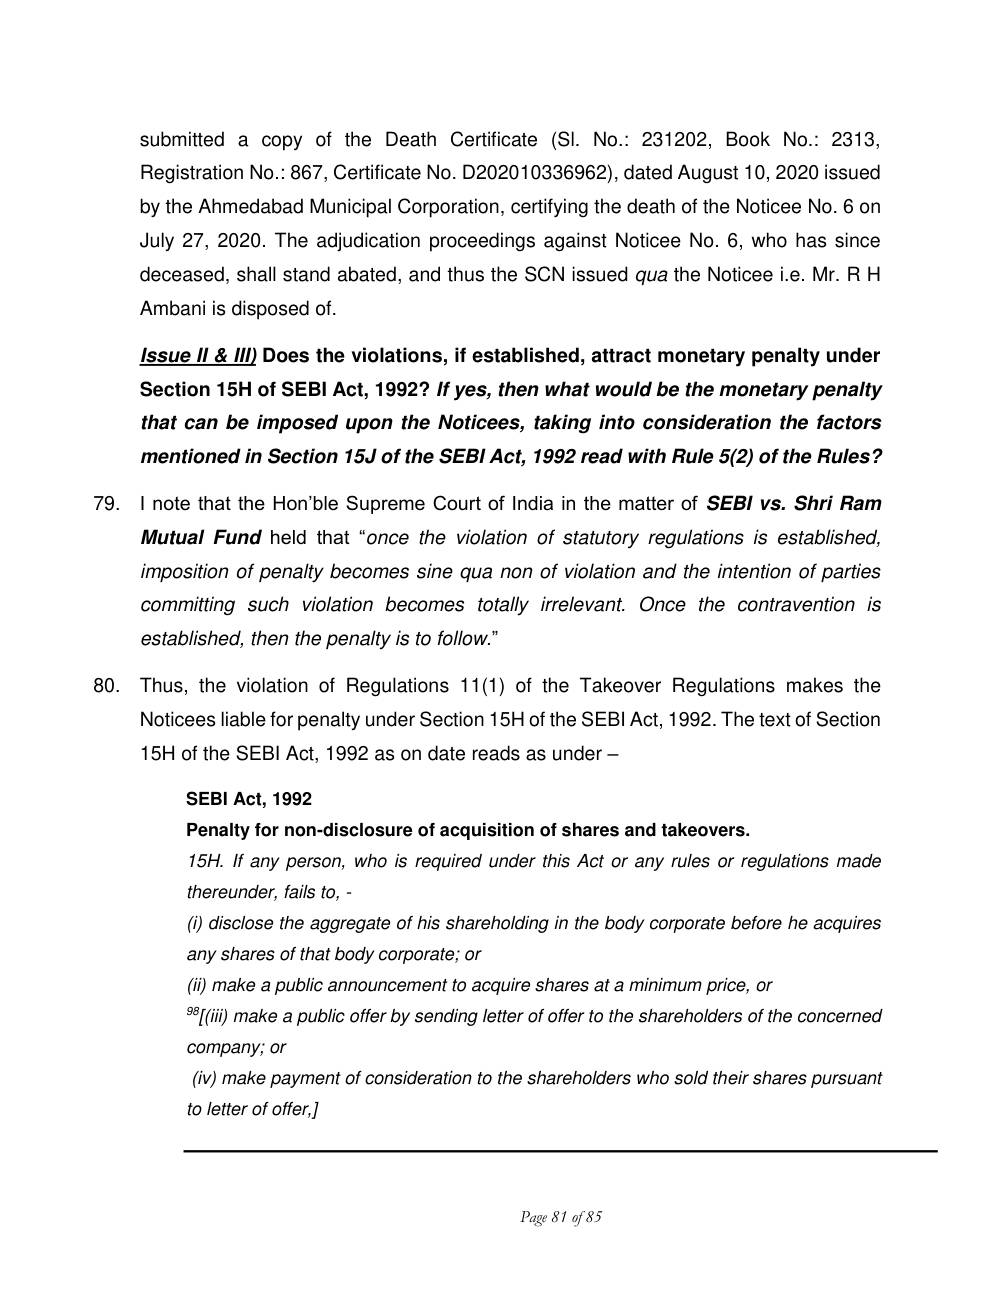 submitted a copy of the Death Certificate (Sl. No.: 231202, Book No.: 2313,
Registration No.: 867, Certificate No. D202010336962), dated August 10, 2020 issued
by the Ahmedabad Municipal Corporation, certifying the death of the Noticee No. 6 on
July 27, 2020. The adjudication proceedings against Noticee No. 6, who has since
deceased, shall stand abated, and thus the SCN issued qua the Noticee i.e. Mr. R H
Ambani is disposed of.
Issue II & III) Does the violations, if established, attract monetary penalty under
Section 15H of SEBI Act, 1992? If yes, then what would be the monetary penalty
that can be imposed upon the Noticees, taking into consideration the factors
mentioned in Section 15J of the SEBI Act, 1992 read with Rule 5(2) of the Rules?
79. I note that the Hon’ble Supreme Court of India in the matter of SEBI vs. Shri Ram
Mutual Fund held that “once the violation of statutory regulations is established,
imposition of penalty becomes sine qua non of violation and the intention of parties
committing such violation becomes totally irrelevant. Once the contravention is
established, then the penalty is to follow.”
80. Thus, the violation of Regulations 11(1) of the Takeover Regulations makes the
Noticees liable for penalty under Section 15H of the SEBI Act, 1992. The text of Section
15H of the SEBI Act, 1992 as on date reads as under –
SEBI Act, 1992
Penalty for non-disclosure of acquisition of shares and takeovers.
15H. If any person, who is required under this Act or any rules or regulations made
thereunder, fails to, -
(i) disclose the aggregate of his shareholding in the body corporate before he acquires
any shares of that body corporate; or
(ii) make a public announcement to acquire shares at a minimum price, or
98[(iii) make a public offer by sending letter of offer to the shareholders of the concerned
company; or
(iv) make payment of consideration to the shareholders who sold their shares pursuant
to letter of offer,]
Page 81 of 85